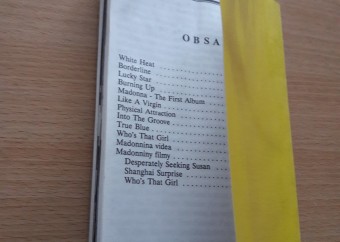 OBSA
White Heat
Borderline
Lucky Star
Burning Up
Madonna - The First Album
Like A Virgin
Physical Attraction
Into The Groove
True Blue
Who's That Girl
Madonnina videa
Madonniny filmy
Desperately Seeking Susan
Shanghai Surprise
Who's That Girl